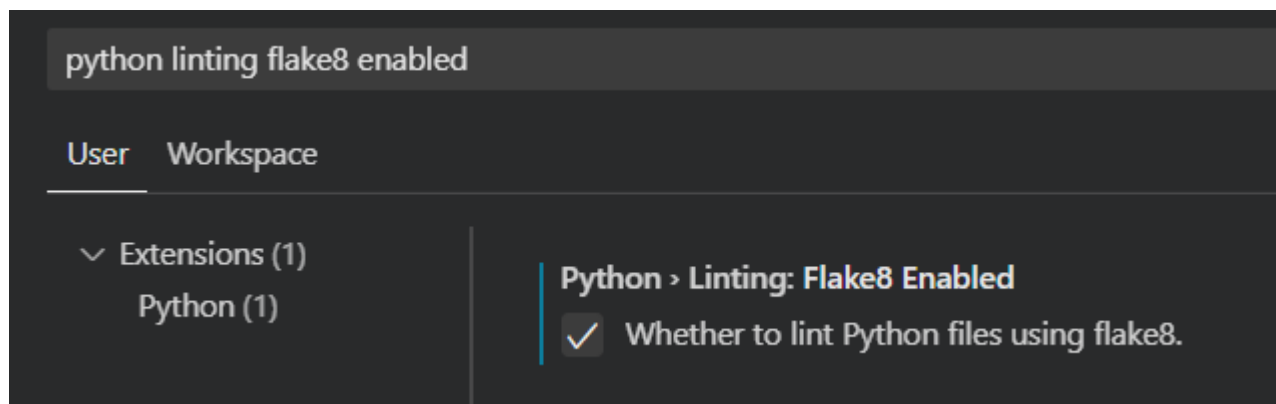 python linting flake8 enabled
User Workspace
Extensions (1)
Python (1)
Python › Linting: Flake8 Enabled
Whether to lint Python files using flake8.